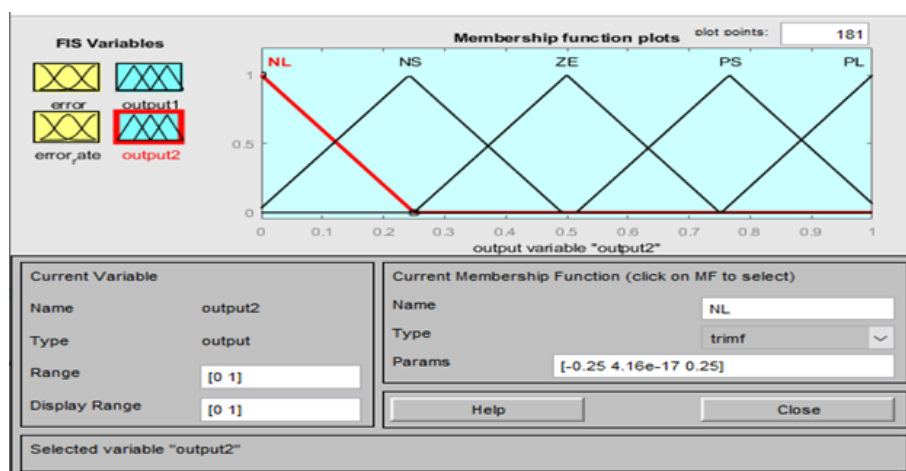 FIS Variables
error
output1
error_rate
output2
Membership function plots
plot points:
181
NL
NS
ZE
PS
PL
1
0.5
0
0
0.1
0.2
0.3
0.4
0.5
0.6
0.7
0.8
0.9
1
output variable "output2"
Current Variable
Name output2
Type output
Range [0 1]
Display Range [0 1]
Current Membership Function (click on MF to select)
Name NL
Type trimf
Params [-0.25 4.16e-17 0.25]
Help
Close
Selected variable "output2"